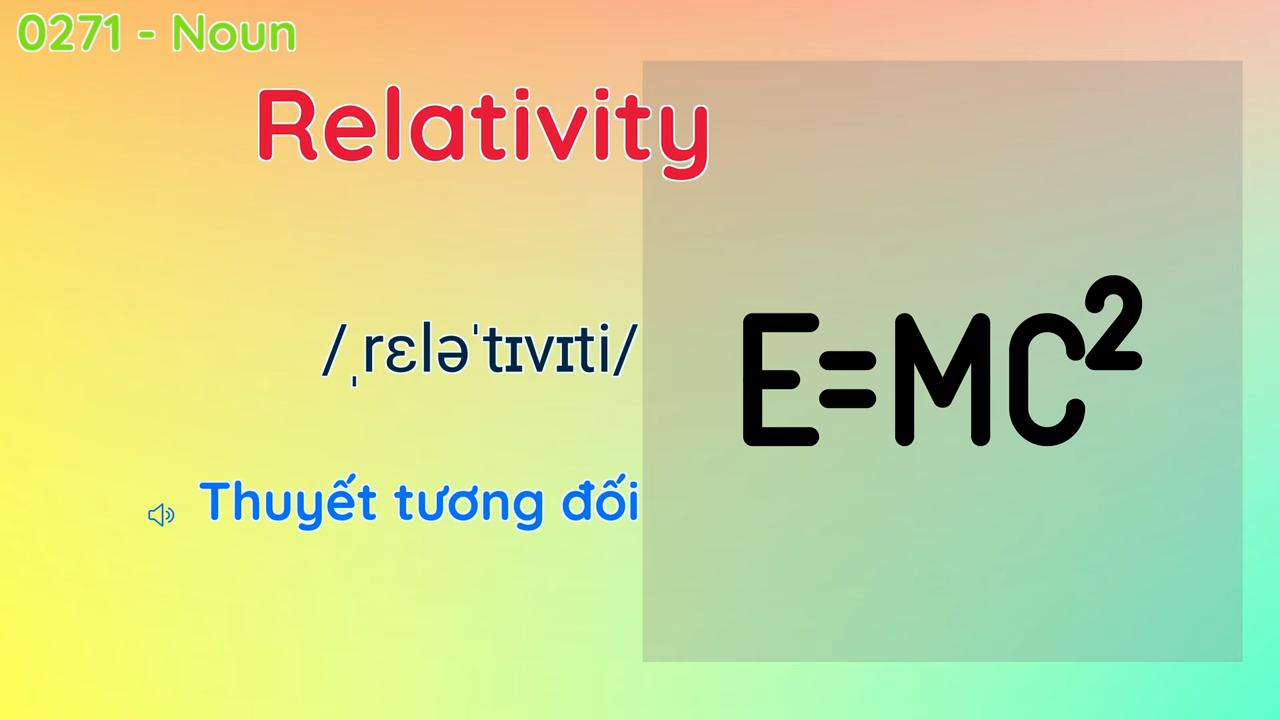 0271 - Noun
Relativity
/ˌrɛləˈtɪvɪti/
Thuyết tương đối
E=MC²